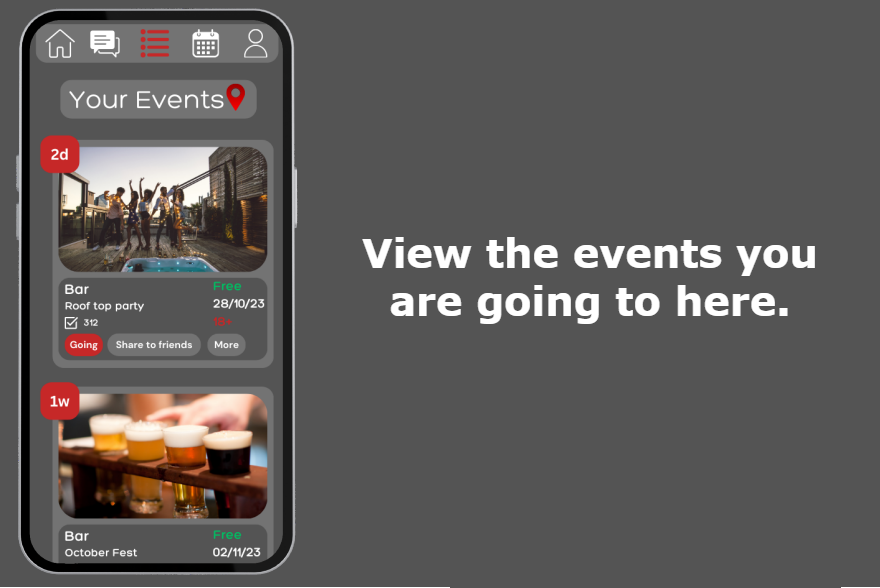 Your Events
2d
Bar
Free
Roof top party
28/10/23
312
Going
Share to friends
More
1w
Bar
Free
October Fest
02/11/23
View the events you
are going to here.